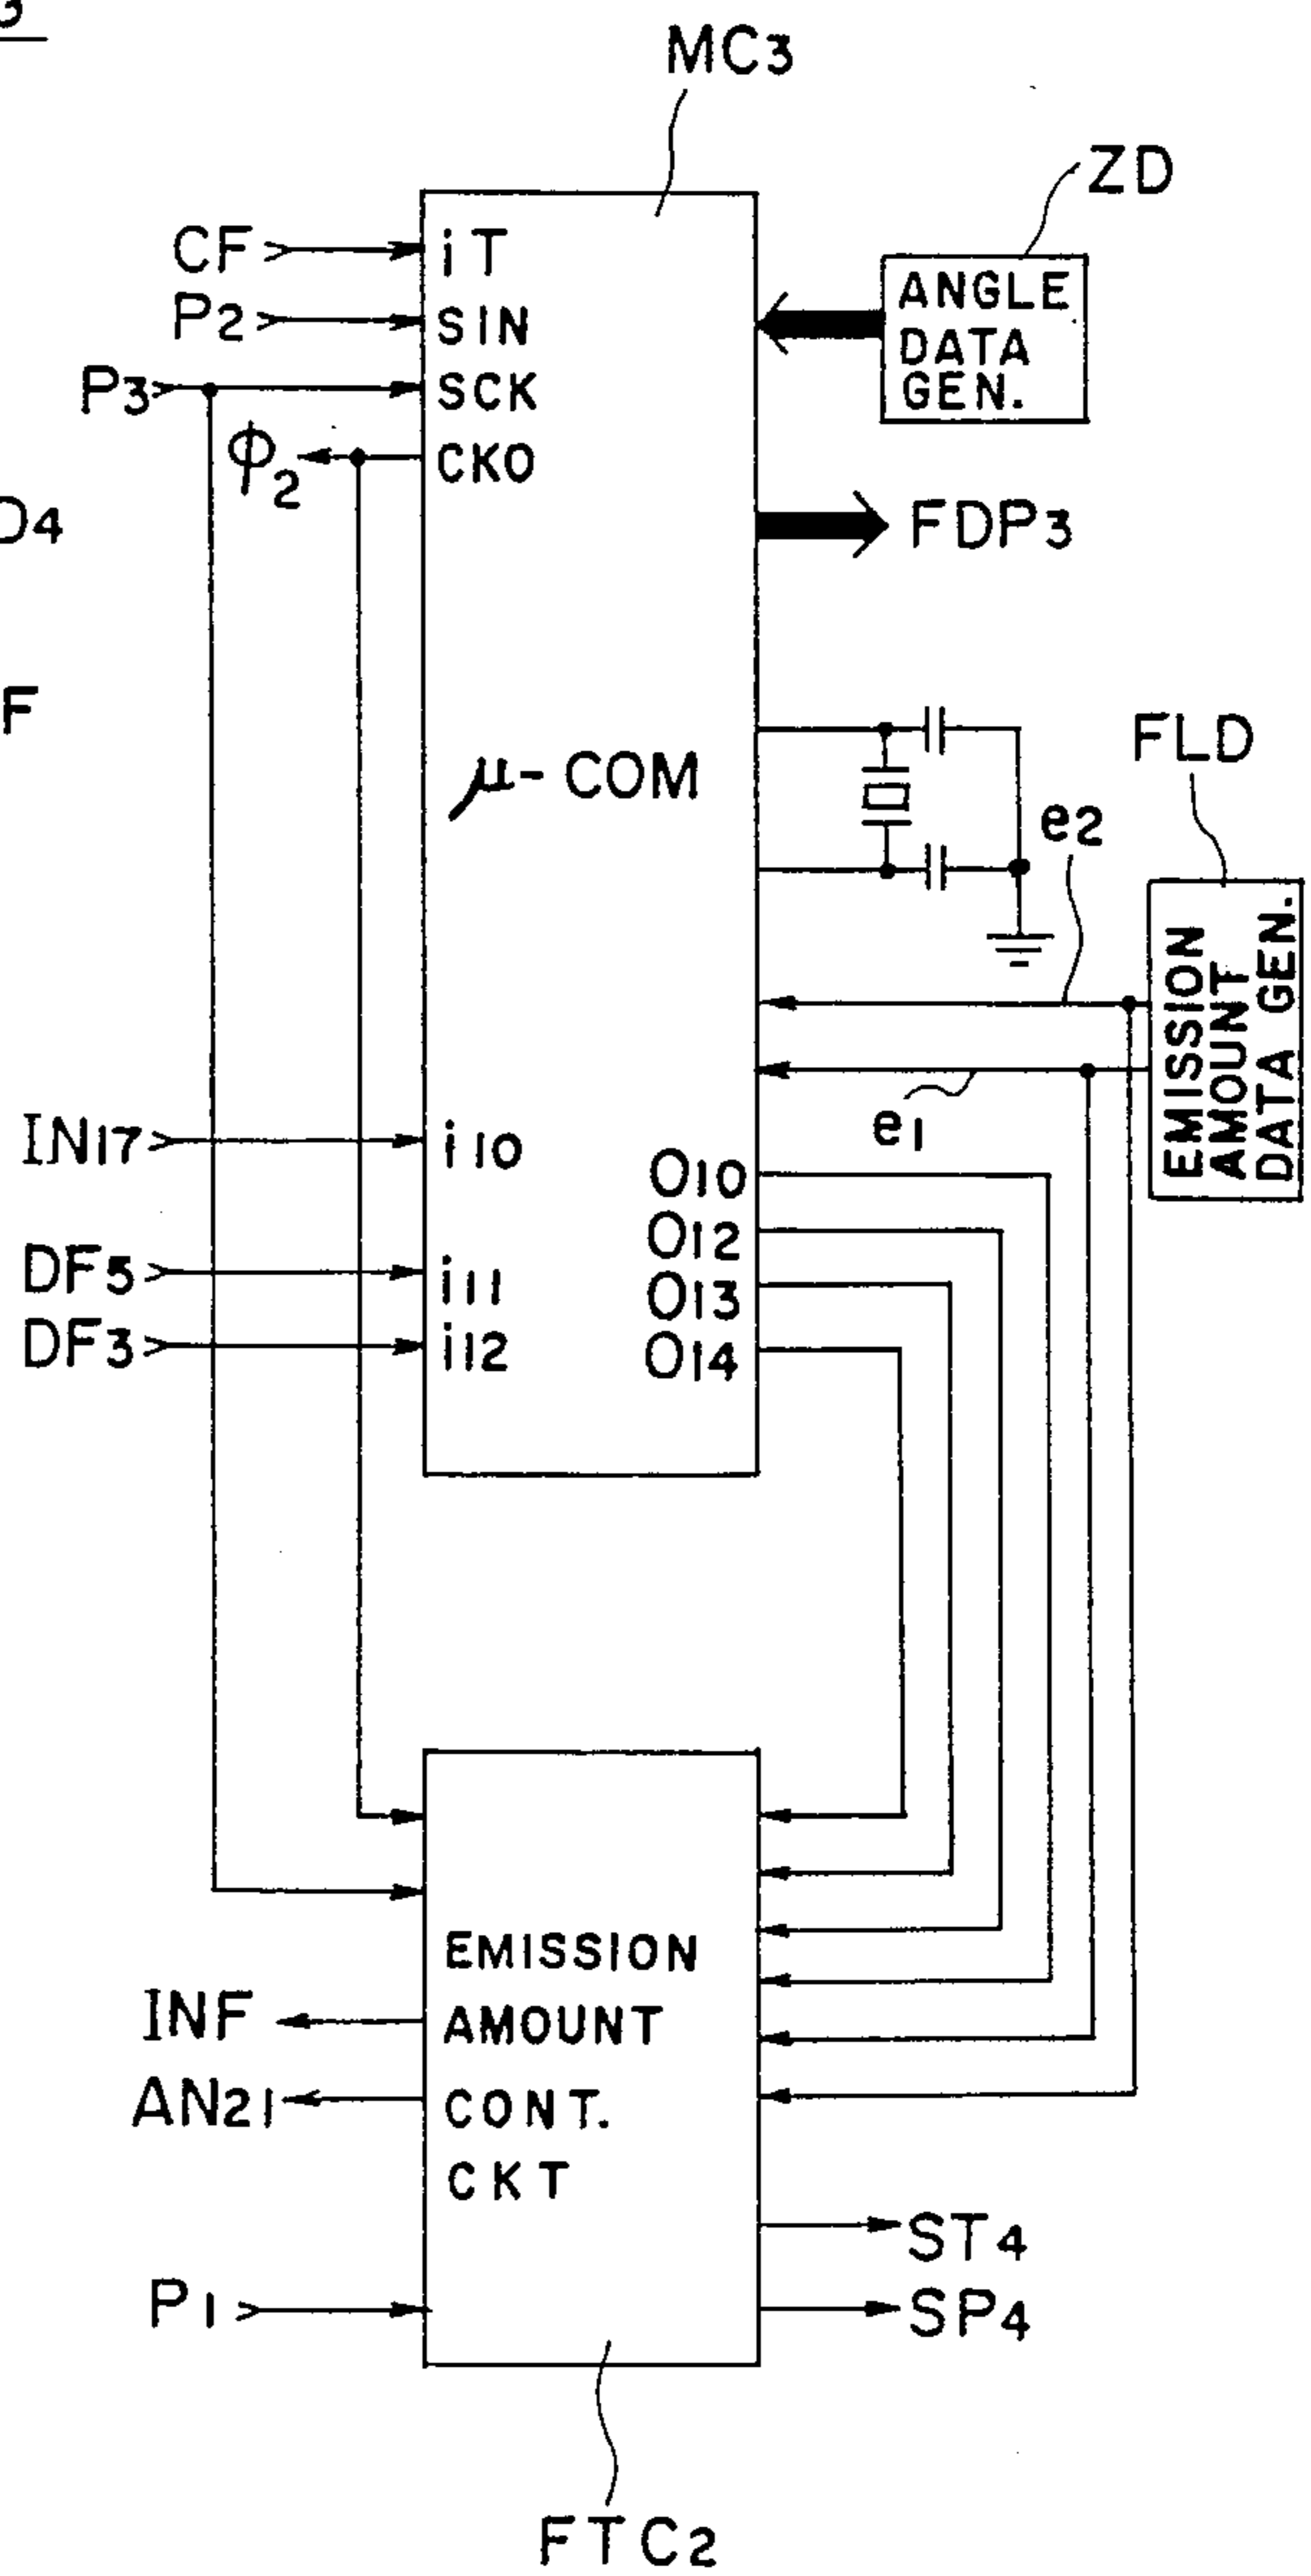 3
MC3
ZD
CF
iT
P2
SIN
P3
SCK
ϕ2
CKO
ANGLE
DATA
GEN.
D4
FDP3
F
μ-COM
FLD
e2
EMISSION
AMOUNT
DATA GEN.
e1
IN17
i10
O10
O12
DF5
i11
O13
DF3
i12
O14
EMISSION
INF
AMOUNT
AN21
CONT.
CKT
ST4
P1
SP4
FTC2